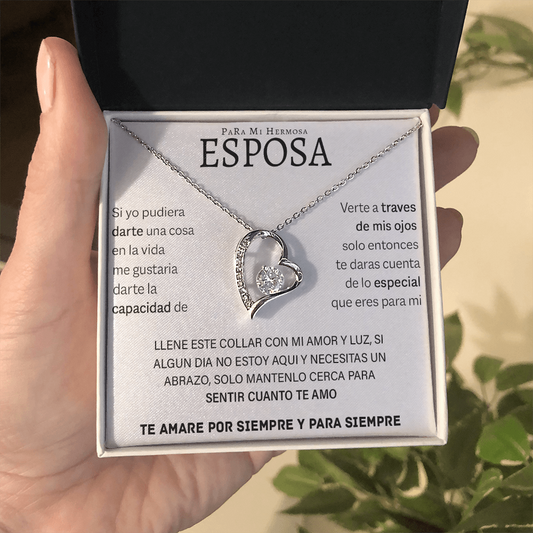 PaRa Mi Hermosa
ESPOSA
Si yo pudiera
darte una cosa
en la vida
me gustaria
darte la
capacidad de
Verte a traves
de mis ojos
solo entonces
te daras cuenta
de lo especial
que eres para mi
LLENE ESTE COLLAR CON MI AMOR Y LUZ, SI
ALGUN DIA NO ESTOY AQUI Y NECESITAS UN
ABRAZO, SOLO MANTENLO CERCA PARA
SENTIR CUANTO TE AMO
TE AMARE POR SIEMPRE Y PARA SIEMPRE